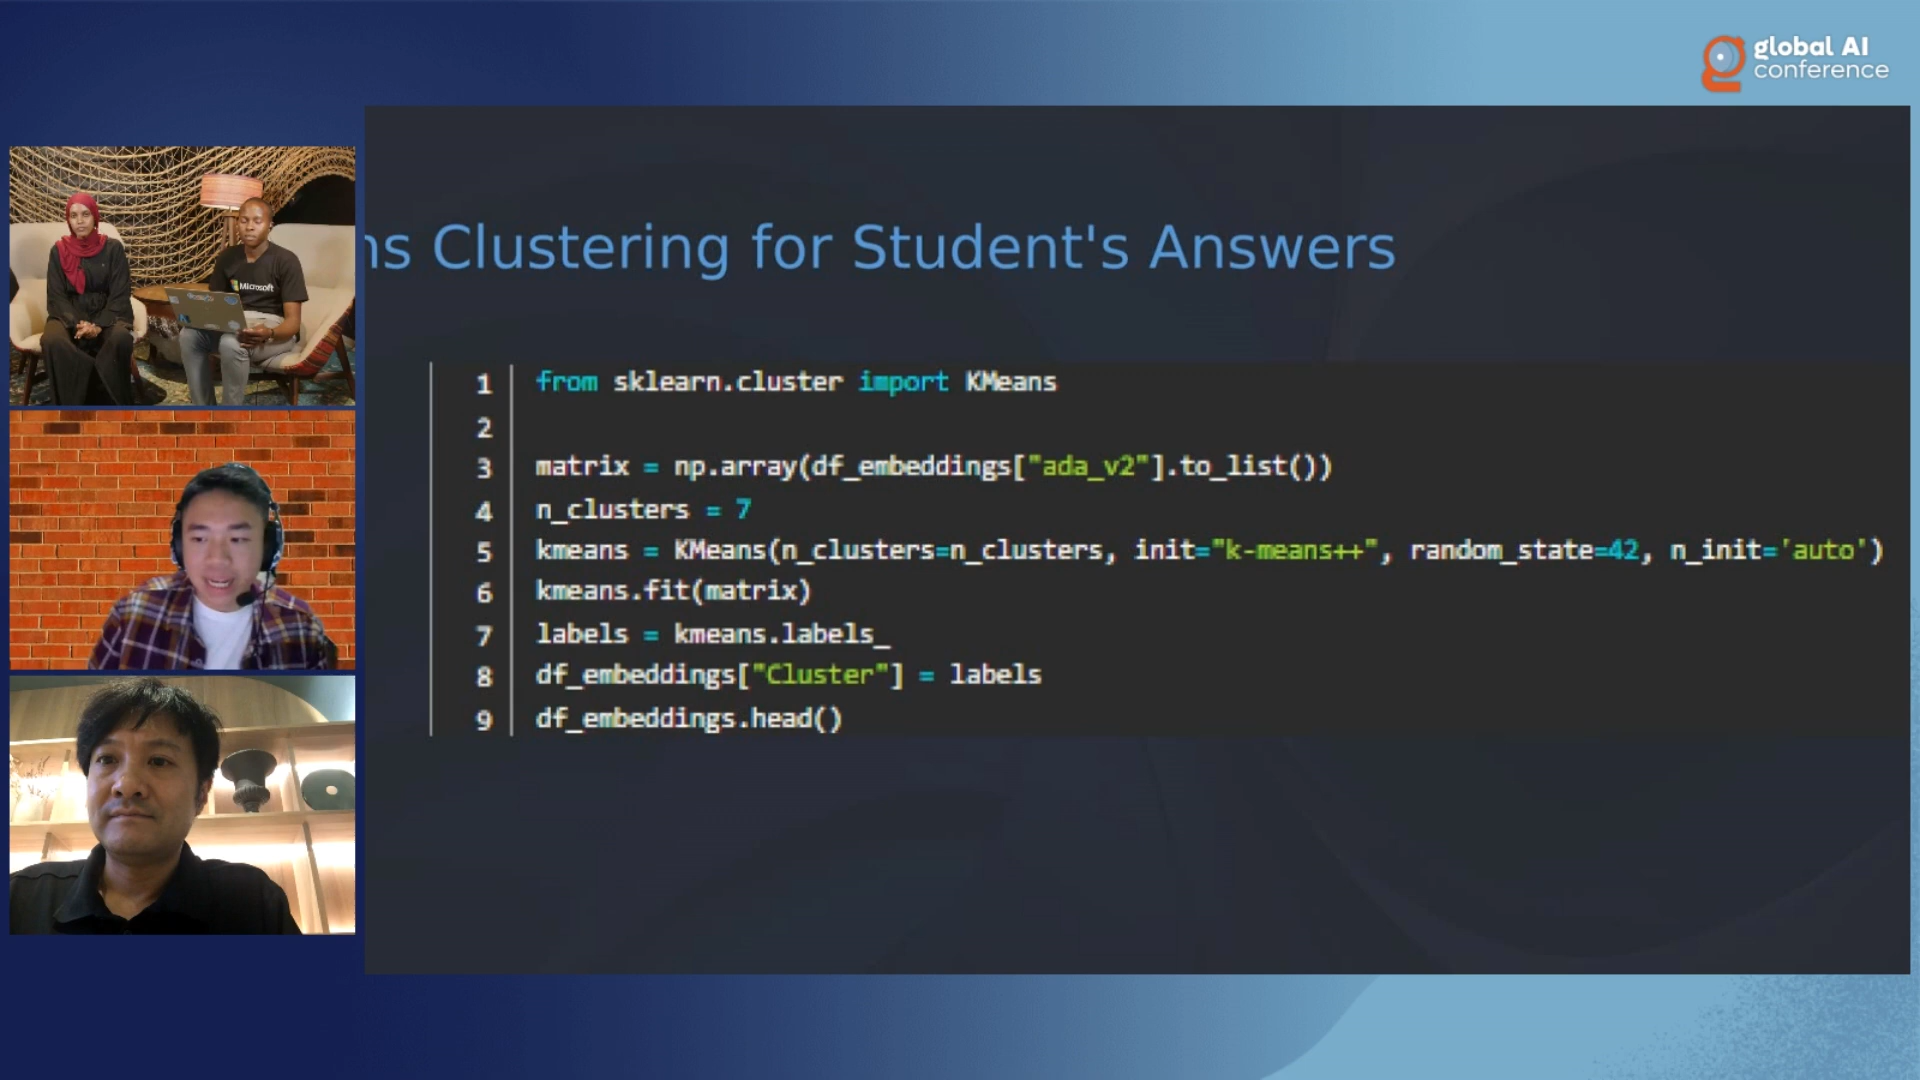 global AI
conference
ns Clustering for Student's Answers
Microsoft
1 from sklearn.cluster import KMeans
2
3 matrix = np.array(df_embeddings["ada_v2"].to_list())
4 n_clusters = 7
5 kmeans = KMeans(n_clusters=n_clusters, init="k-means++", random_state=42, n_init='auto')
6 kmeans.fit(matrix)
7 labels = kmeans.labels_
8 df_embeddings["Cluster"] = labels
9 df_embeddings.head()